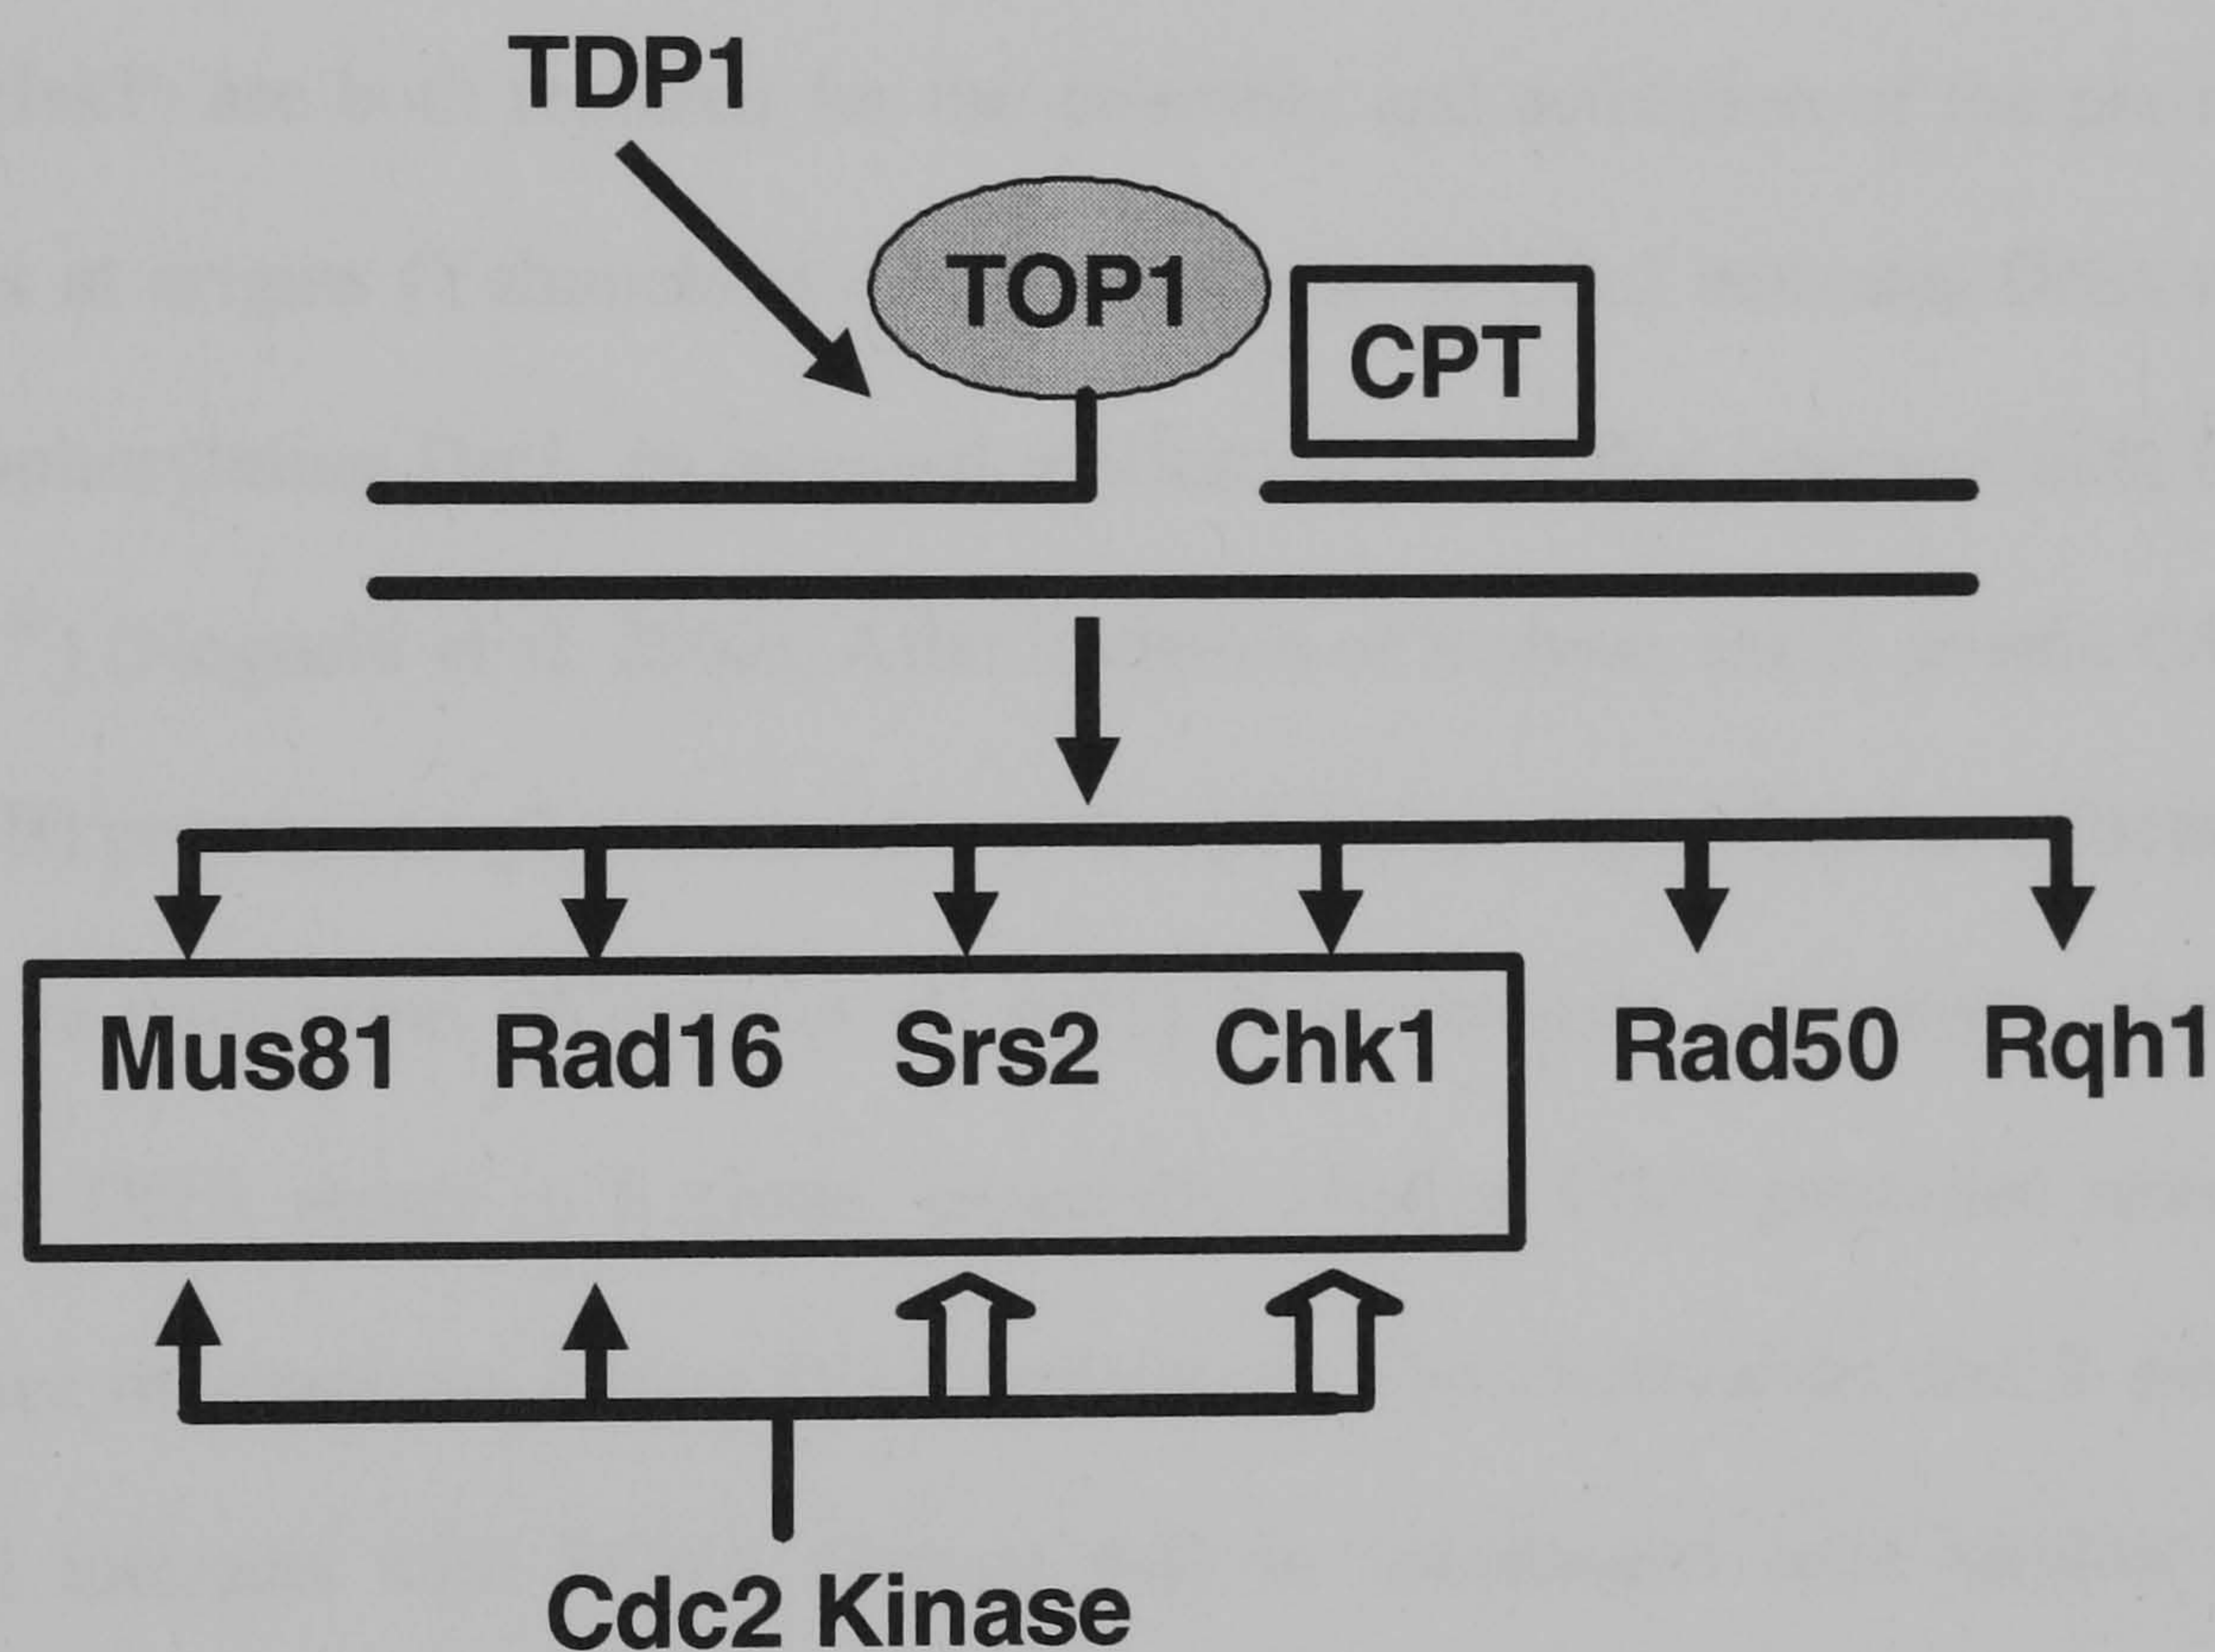 TDP1
TOP1
CPT
Mus81 Rad16 Srs2 Chk1 Rad50 Rqh1
Cdc2 Kinase